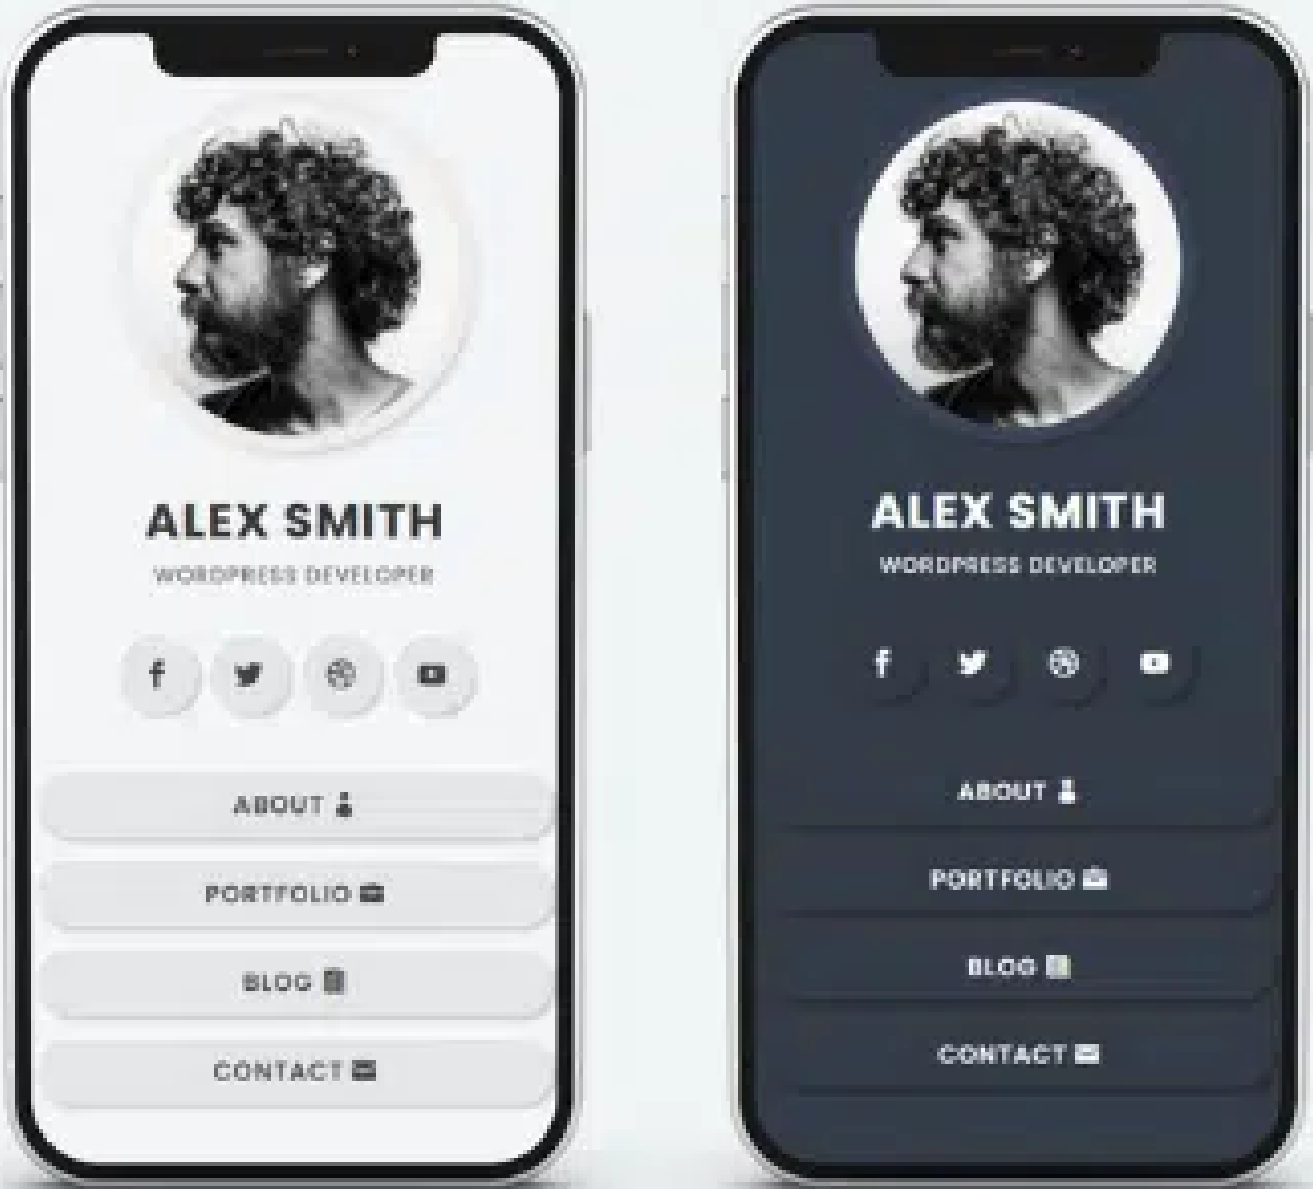 ALEX SMITH
WORDPRESS DEVELOPER
ABOUT
PORTFOLIO
BLOG
CONTACT
ALEX SMITH
WORDPRESS DEVELOPER
ABOUT
PORTFOLIO
BLOG
CONTACT